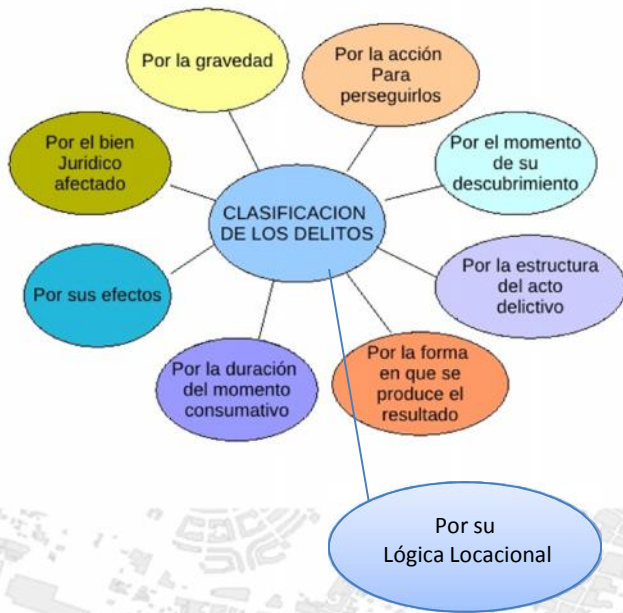 Por la gravedad
Por la acción
Para
perseguirlos
Por el bien
Juridico
afectado
Por el momento
de su
descubrimiento
CLASIFICACION
DE LOS DELITOS
Por sus efectos
Por la estructura
del acto
delictivo
Por la duración
del momento
consumativo
Por la forma
en que se
produce el
resultado
Por su
Lógica Locacional